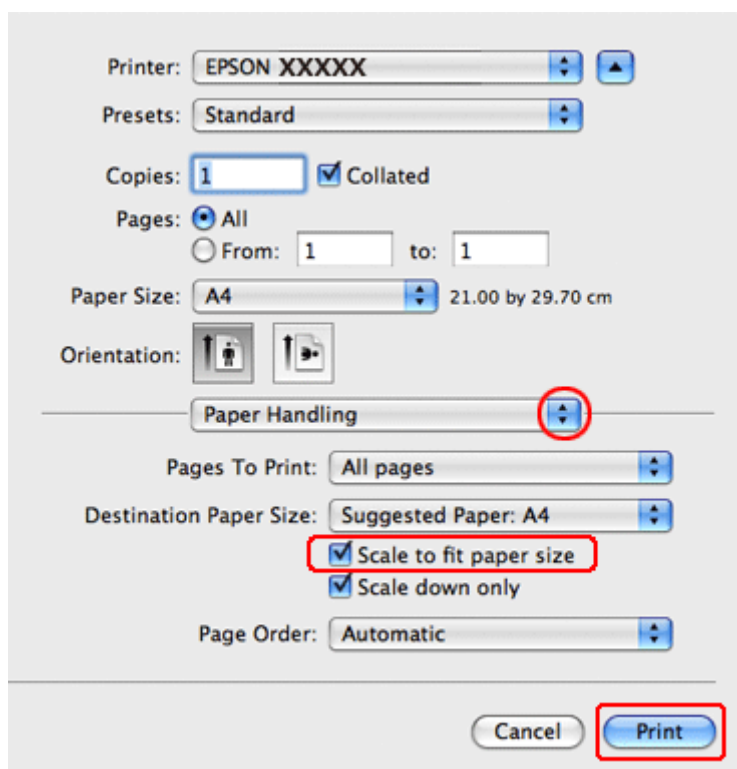 Printer: EPSON XXXXX
Presets: Standard
Copies: 1 Collated
Pages: All
From: 1 to: 1
Paper Size: A4 21.00 by 29.70 cm
Orientation:
Paper Handling
Pages To Print: All pages
Destination Paper Size: Suggested Paper: A4
Scale to fit paper size
Scale down only
Page Order: Automatic
Cancel Print